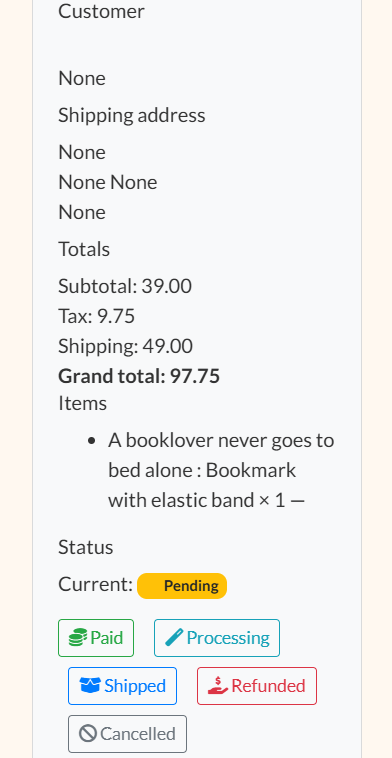 Customer
None
Shipping address
None
None None
None
Totals
Subtotal: 39.00
Tax: 9.75
Shipping: 49.00
Grand total: 97.75
Items
• A booklover never goes to
bed alone : Bookmark
with elastic band × 1 —
Status
Current: Pending
Paid Processing
Shipped Refunded
Cancelled